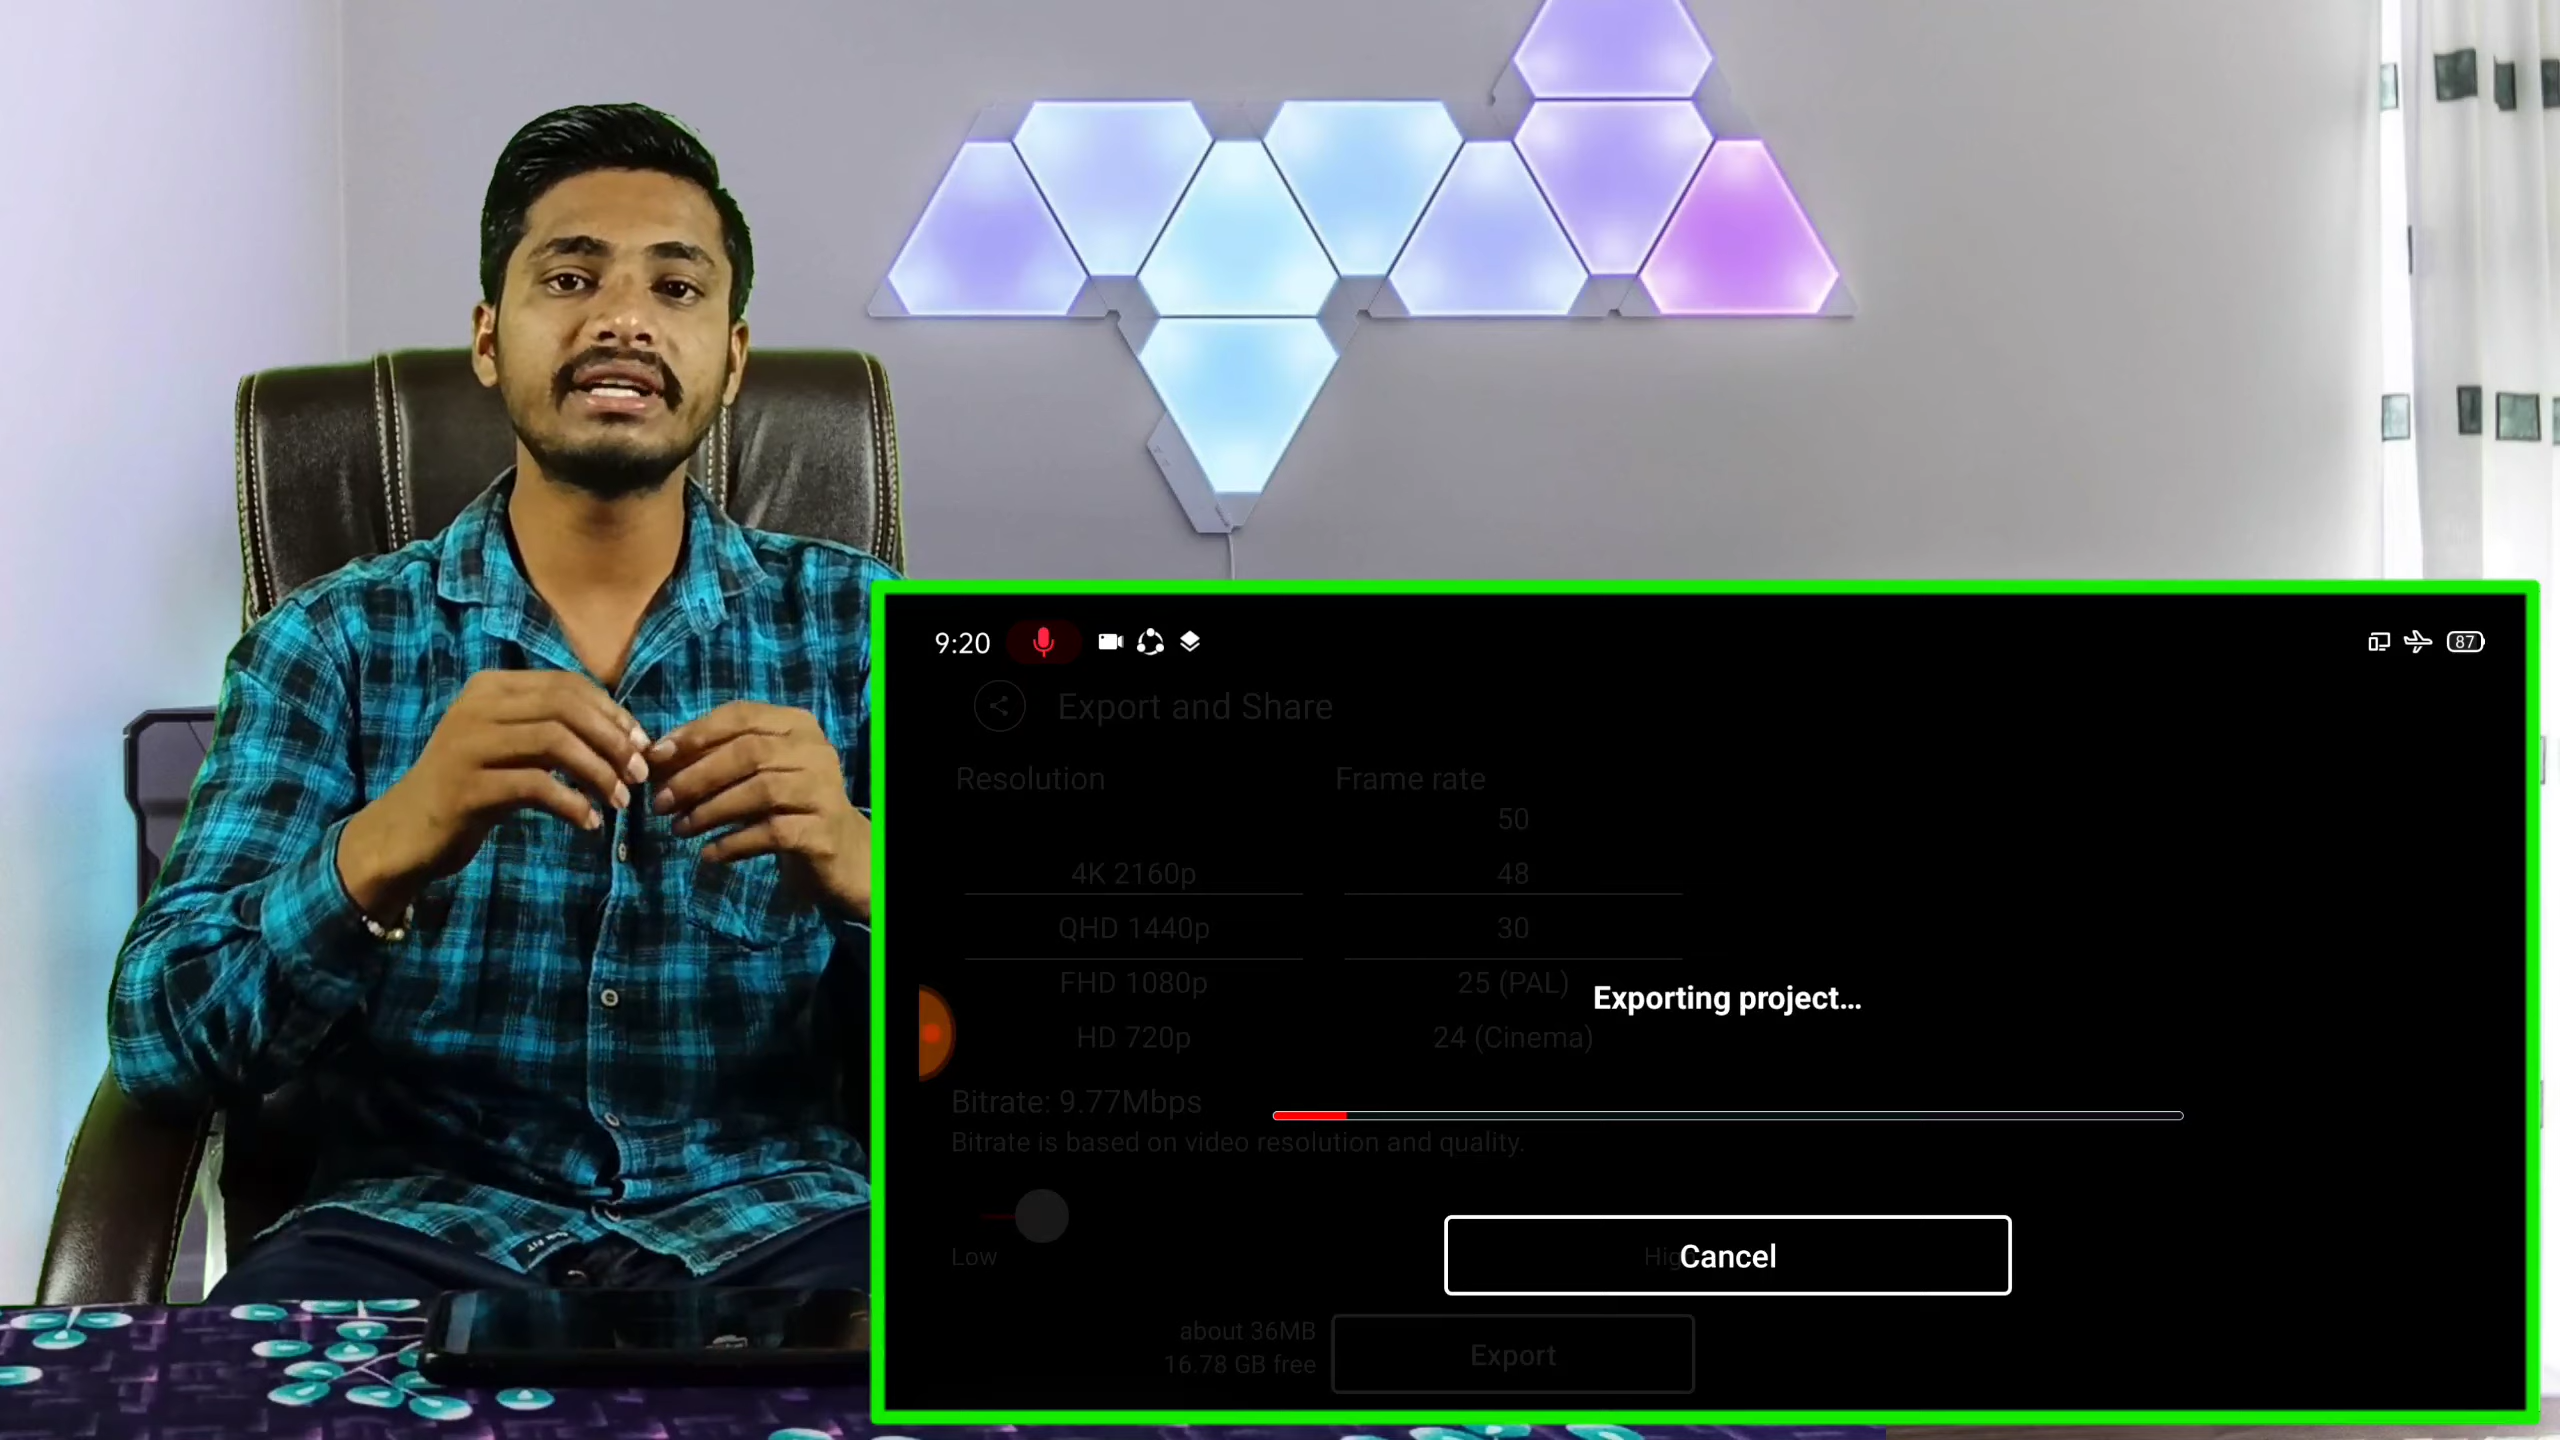 9:20
87
Export and Share
Resolution
Frame rate
50
4K 2160p
48
QHD 1440p
30
FHD 1080p
25 (PAL)
Exporting project...
HD 720p
24 (Cinema)
Bitrate: 9.77Mbps
Bitrate is based on video resolution and quality.
Low
Cancel
about 36MB
16.78 GB free
Export